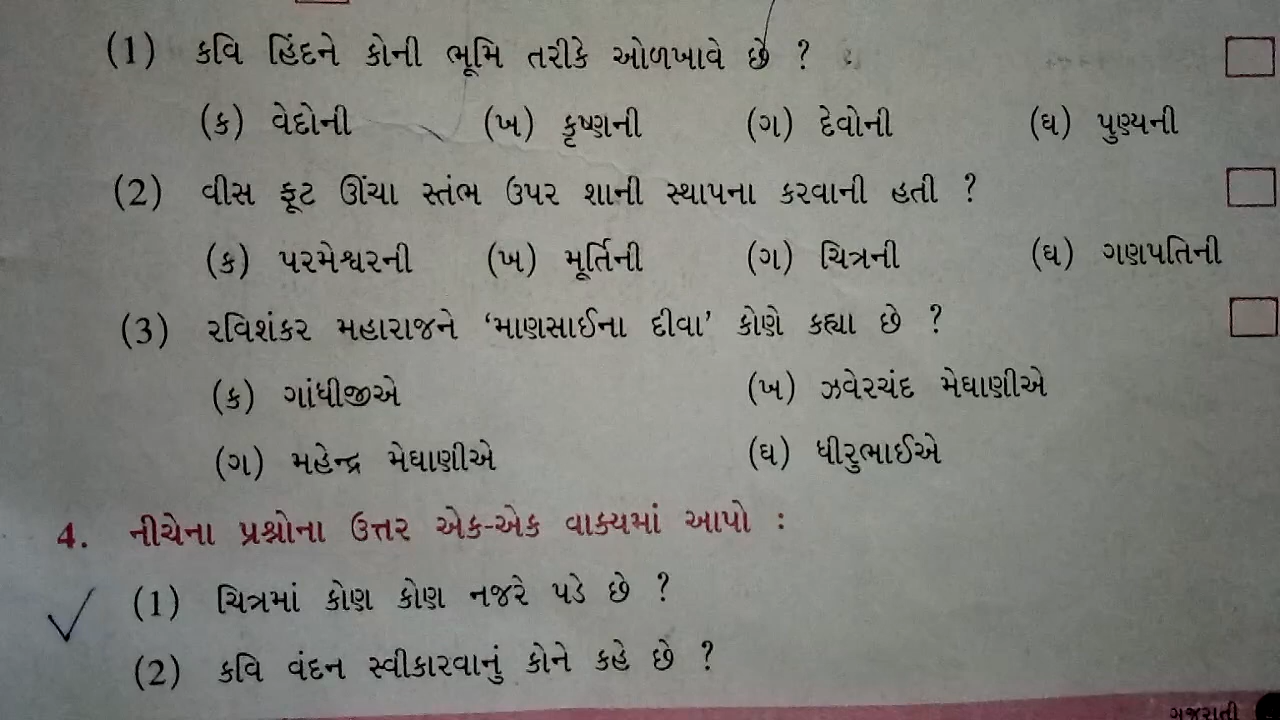 (1) કવિ હિંદને કોની ભૂમિ તરીકે ઓળખાવે છે ?
(ક) વેદોની (ખ) કૃષ્ણની (ગ) દેવોની (ઘ) પુણ્યની
(2) વીસ ફૂટ ઊંચા સ્તંભ ઉપર શાની સ્થાપના કરવાની હતી ?
(ક) પરમેશ્વરની (ખ) મૂર્તિની (ગ) ચિત્રની (ઘ) ગણપતિની
(3) રવિશંકર મહારાજને ‘માણસાઈના દીવા’ કોણે કહ્યા છે ?
(ક) ગાંધીજીએ (ખ) ઝવેરચંદ મેઘાણીએ
(ગ) મહેન્દ્ર મેઘાણીએ (ઘ) ધીરુભાઈએ
4. નીચેના પ્રશ્નોના ઉત્તર એક-એક વાક્યમાં આપો :
(1) ચિત્રમાં કોણ કોણ નજરે પડે છે ?
(2) કવિ વંદન સ્વીકારવાનું કોને કહે છે ?
ગુજરાતી